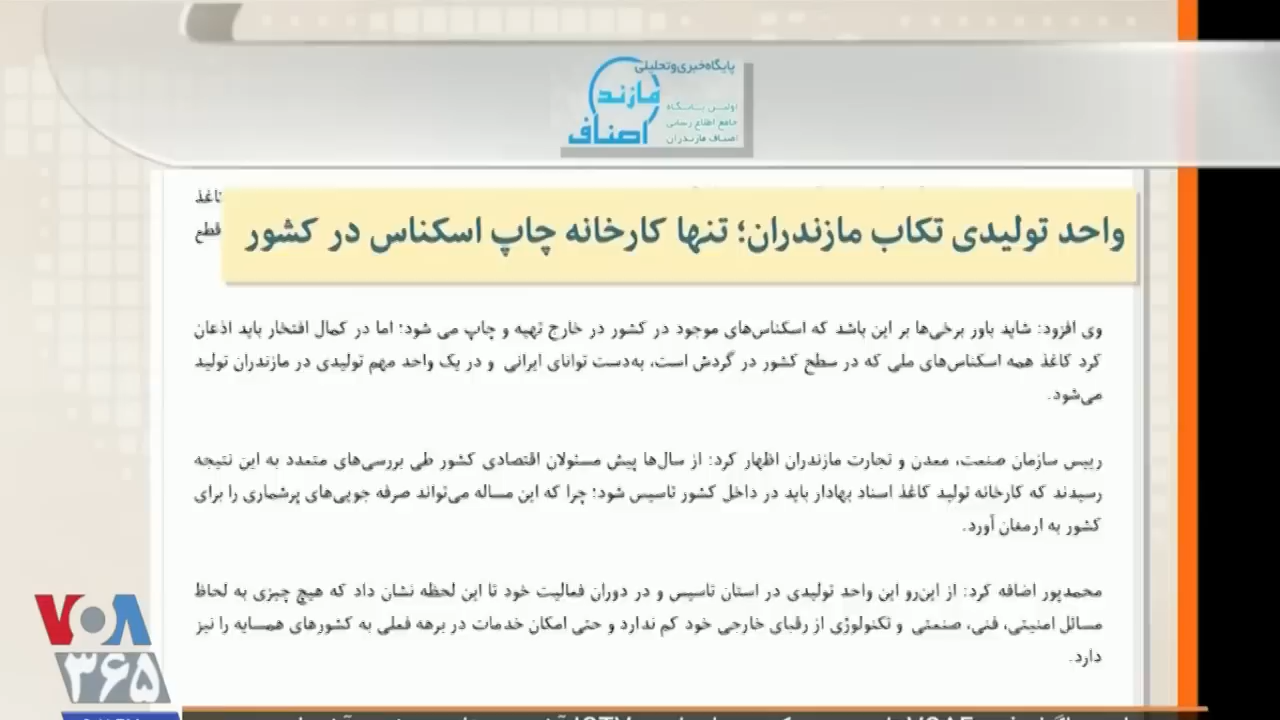 پایگاه‌خبری‌وتحلیلی
مازند
اصناف
اولین پایگاه
جامع اطلاع رسانی
اصناف مازندران
کاغذ
واحد تولیدی تکاب مازندران؛ تنها کارخانه چاپ اسکناس در کشور
قطع
وی افزود: شاید باور برخی‌ها بر این باشد که اسکناس‌های موجود در کشور در خارج تهیه و چاپ می شود؛ اما در کمال افتخار باید اذعان
کرد کاغذ همه اسکناس‌های ملی که در سطح کشور در گردش است، به‌دست توانای ایرانی و در یک واحد مهم تولیدی در مازندران تولید
می‌شود.
رییس سازمان صنعت، معدن و تجارت مازندران اظهار کرد: از سال‌ها پیش مسئولان اقتصادی کشور طی بررسی‌های متعدد به این نتیجه
رسیدند که کارخانه تولید کاغذ اسناد بهادار باید در داخل کشور تاسیس شود؛ چرا که این مساله می‌تواند صرفه جویی‌های پرشماری را برای
کشور به ارمغان آورد.
محمدپور اضافه کرد: از این‌رو این واحد تولیدی در استان تاسیس و در دوران فعالیت خود تا این لحظه نشان داد که هیچ چیزی به لحاظ
مسائل امنیتی، فنی، صنعتی و تکنولوژی از رقبای خارجی خود کم ندارد و حتی امکان خدمات در برهه فعلی به کشورهای همسایه را نیز
دارد.
VOA
۳۶۵